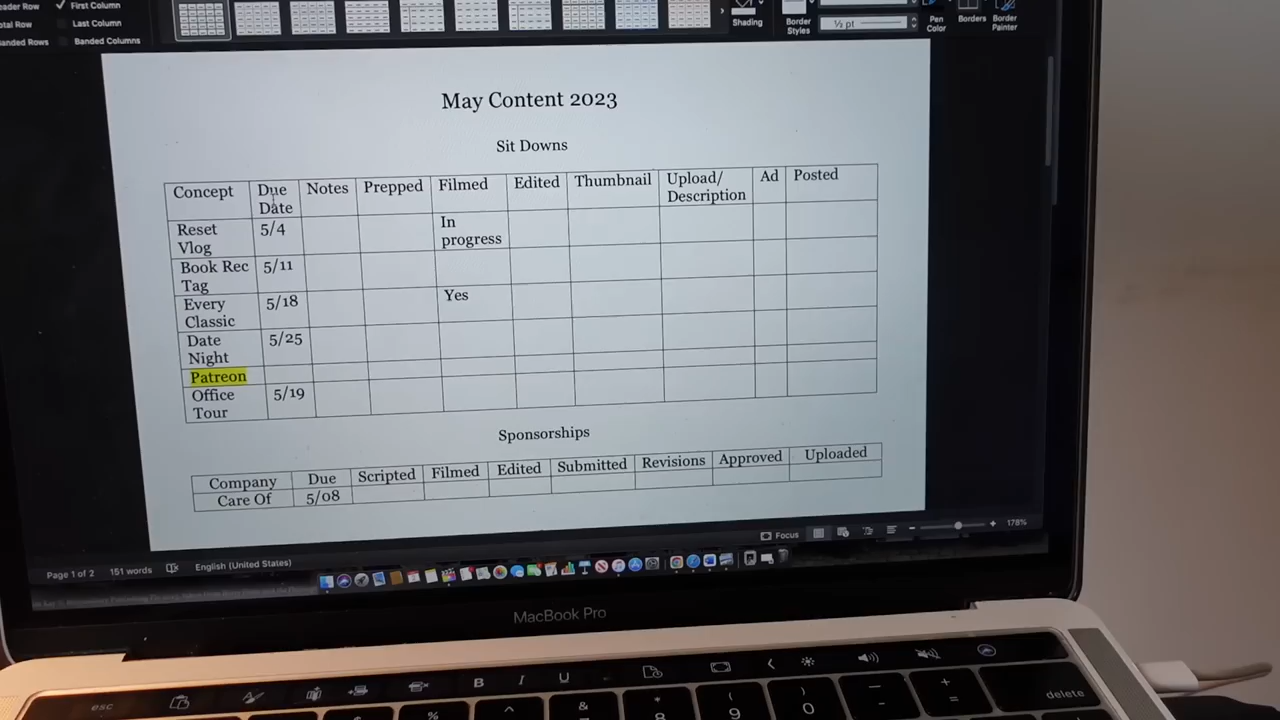 First Column
Last Column
Banded Rows
Banded Columns
Shading
Border Styles
½ pt
Pen Color
Borders
Border Painter
May Content 2023
Sit Downs
Concept Due Date Notes Prepped Filmed Edited Thumbnail Upload/ Description Ad Posted
Reset Vlog 5/4 In progress
Book Rec Tag 5/11
Every Classic 5/18 Yes
Date Night 5/25
Patreon
Office Tour 5/19
Sponsorships
Company Due Scripted Filmed Edited Submitted Revisions Approved Uploaded
Care Of 5/08
Page 1 of 2 151 words English (United States) Focus 178%
MacBook Pro
esc B I U
% ^ & * 8 ( 9 ) 0 — - + = delete